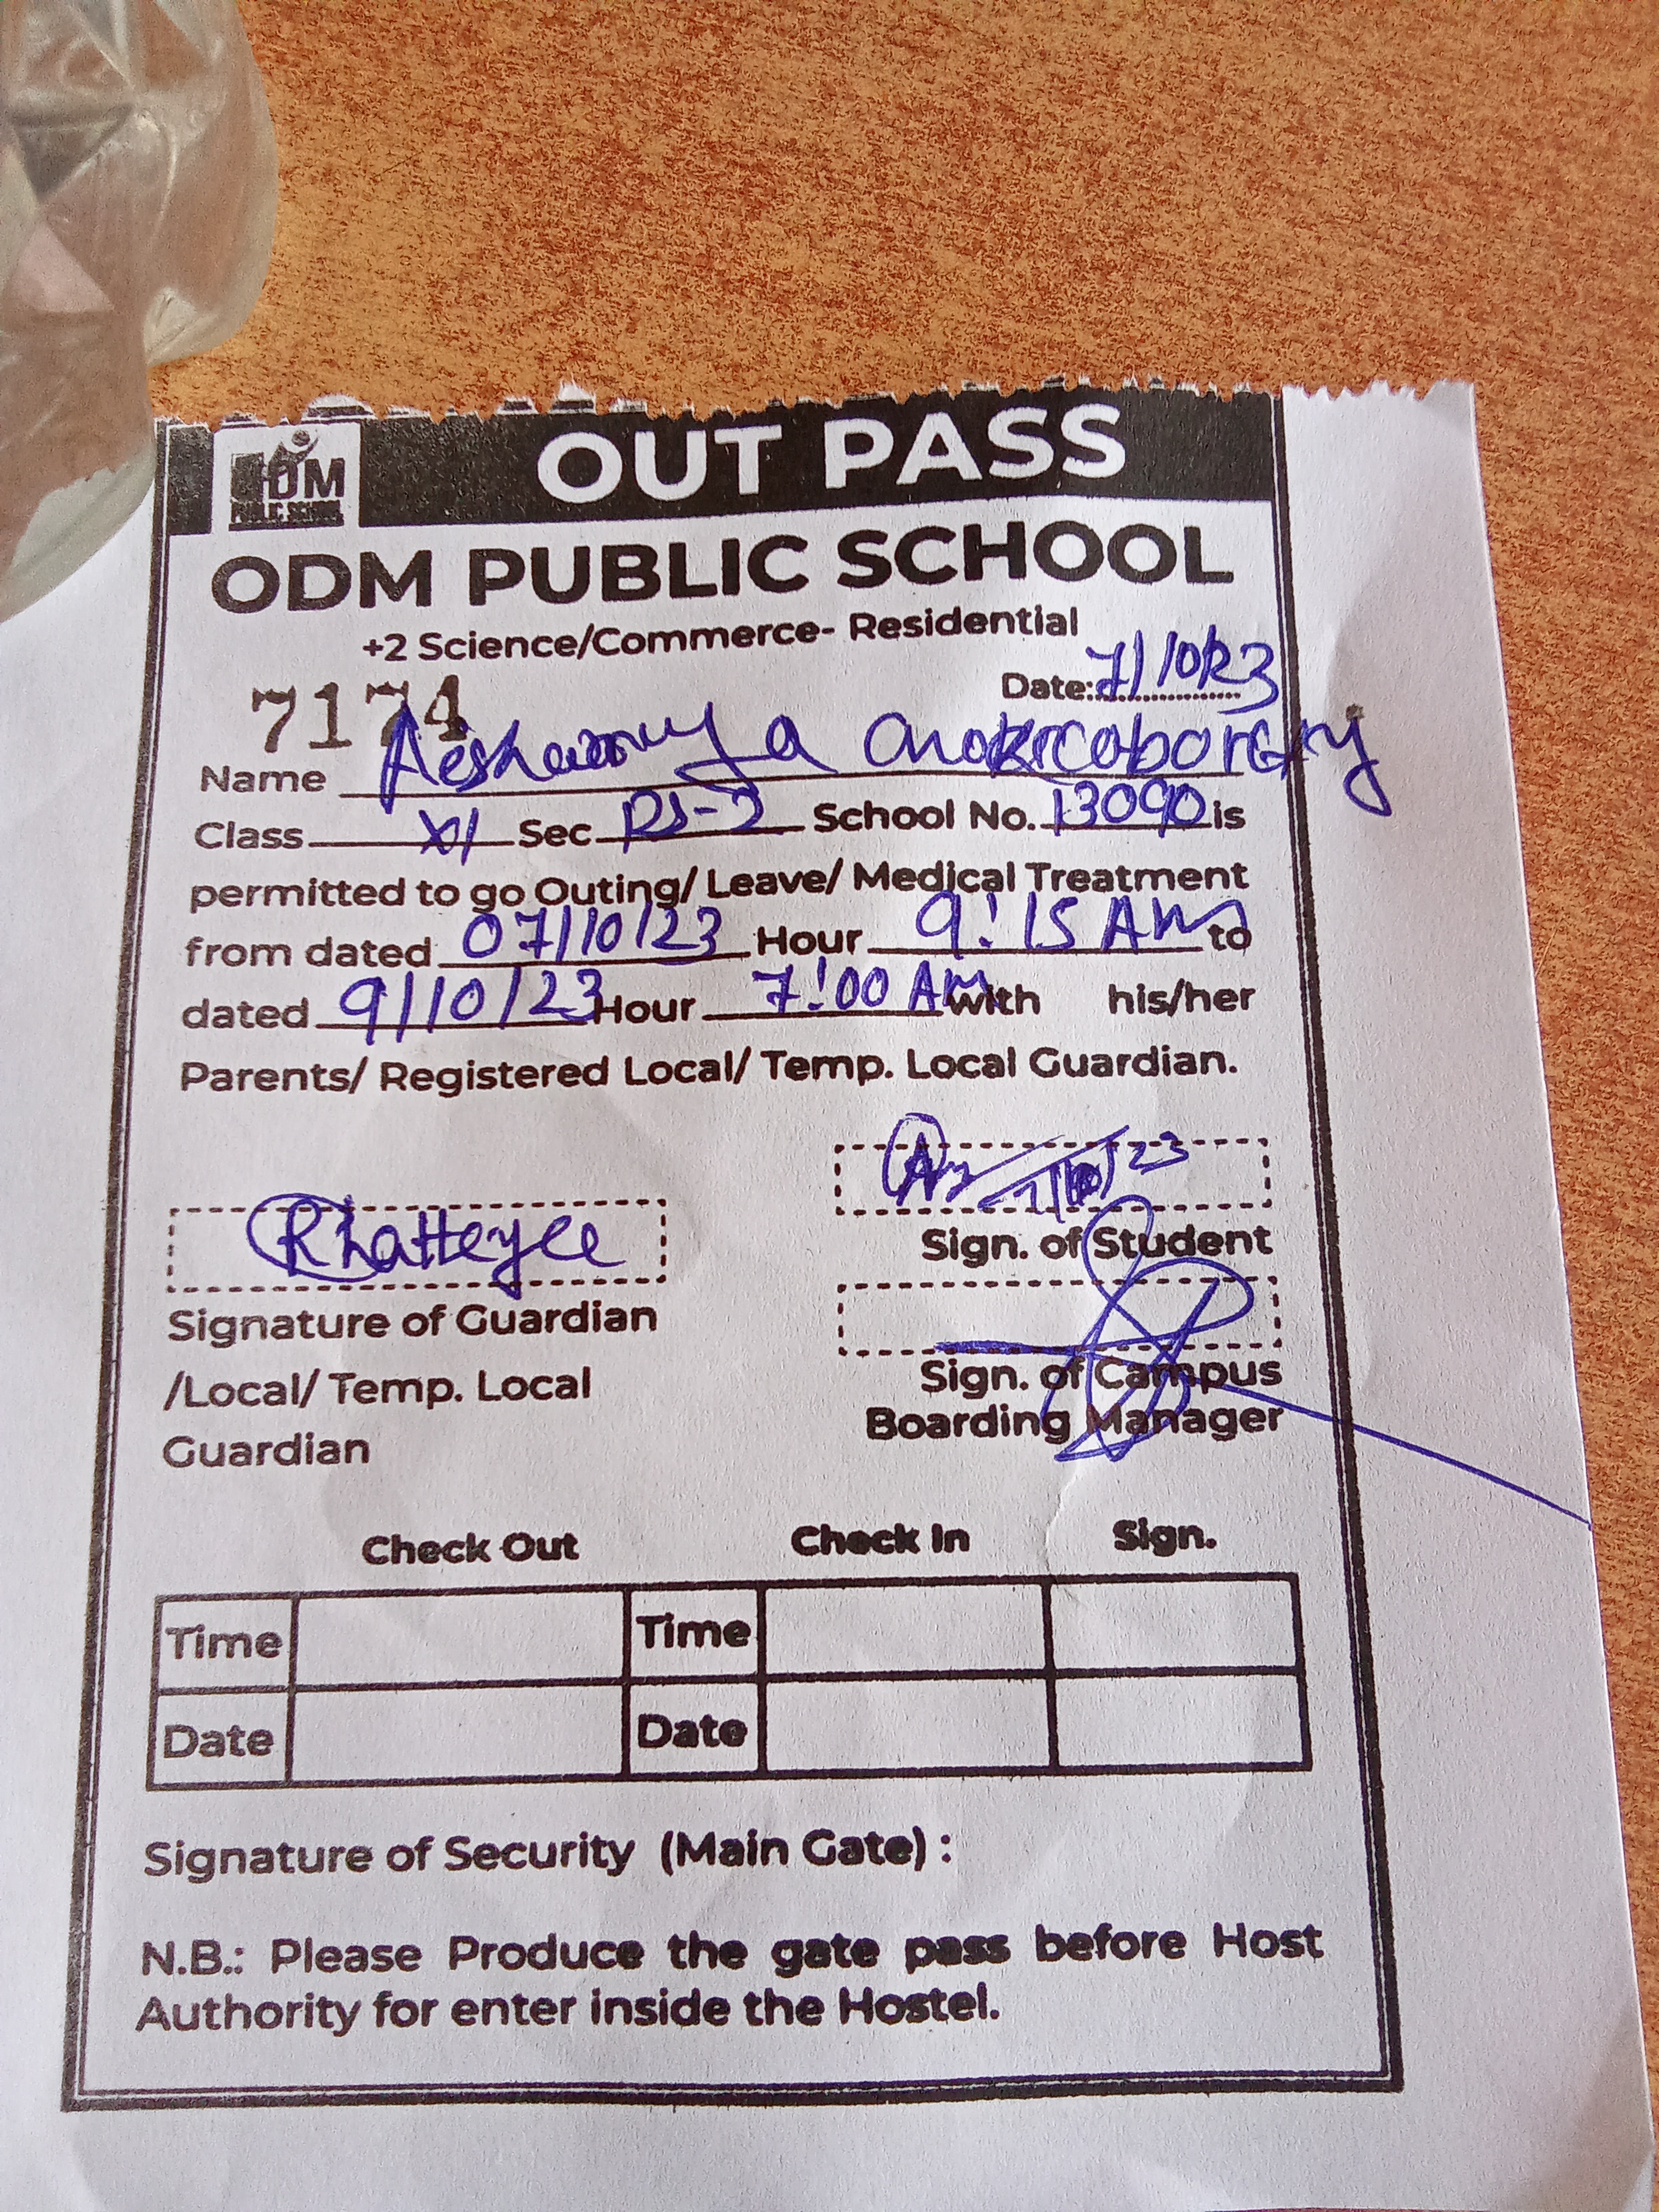 OUT PASS
ODM
PUBLIC SCHOOL
ODM PUBLIC SCHOOL
+2 Science/Commerce- Residential
Date: 7/10/23
7174
Name Aeshwarya Chakraborty
Class XI Sec RS-2 School No. 13090 is
permitted to go Outing/ Leave/ Medical Treatment
from dated 07/10/23 Hour 9:15 AM to
dated 9/10/23 Hour 7:00 AM with his/her
Parents/ Registered Local/ Temp. Local Guardian.
7/10/23
Sign. of Student
Signature of Guardian
/Local/ Temp. Local
Guardian
Sign. of Campus
Boarding Manager
Check Out Check In Sign.
Time Time
Date Date
Signature of Security (Main Gate) :
N.B.: Please Produce the gate pass before Host
Authority for enter inside the Hostel.